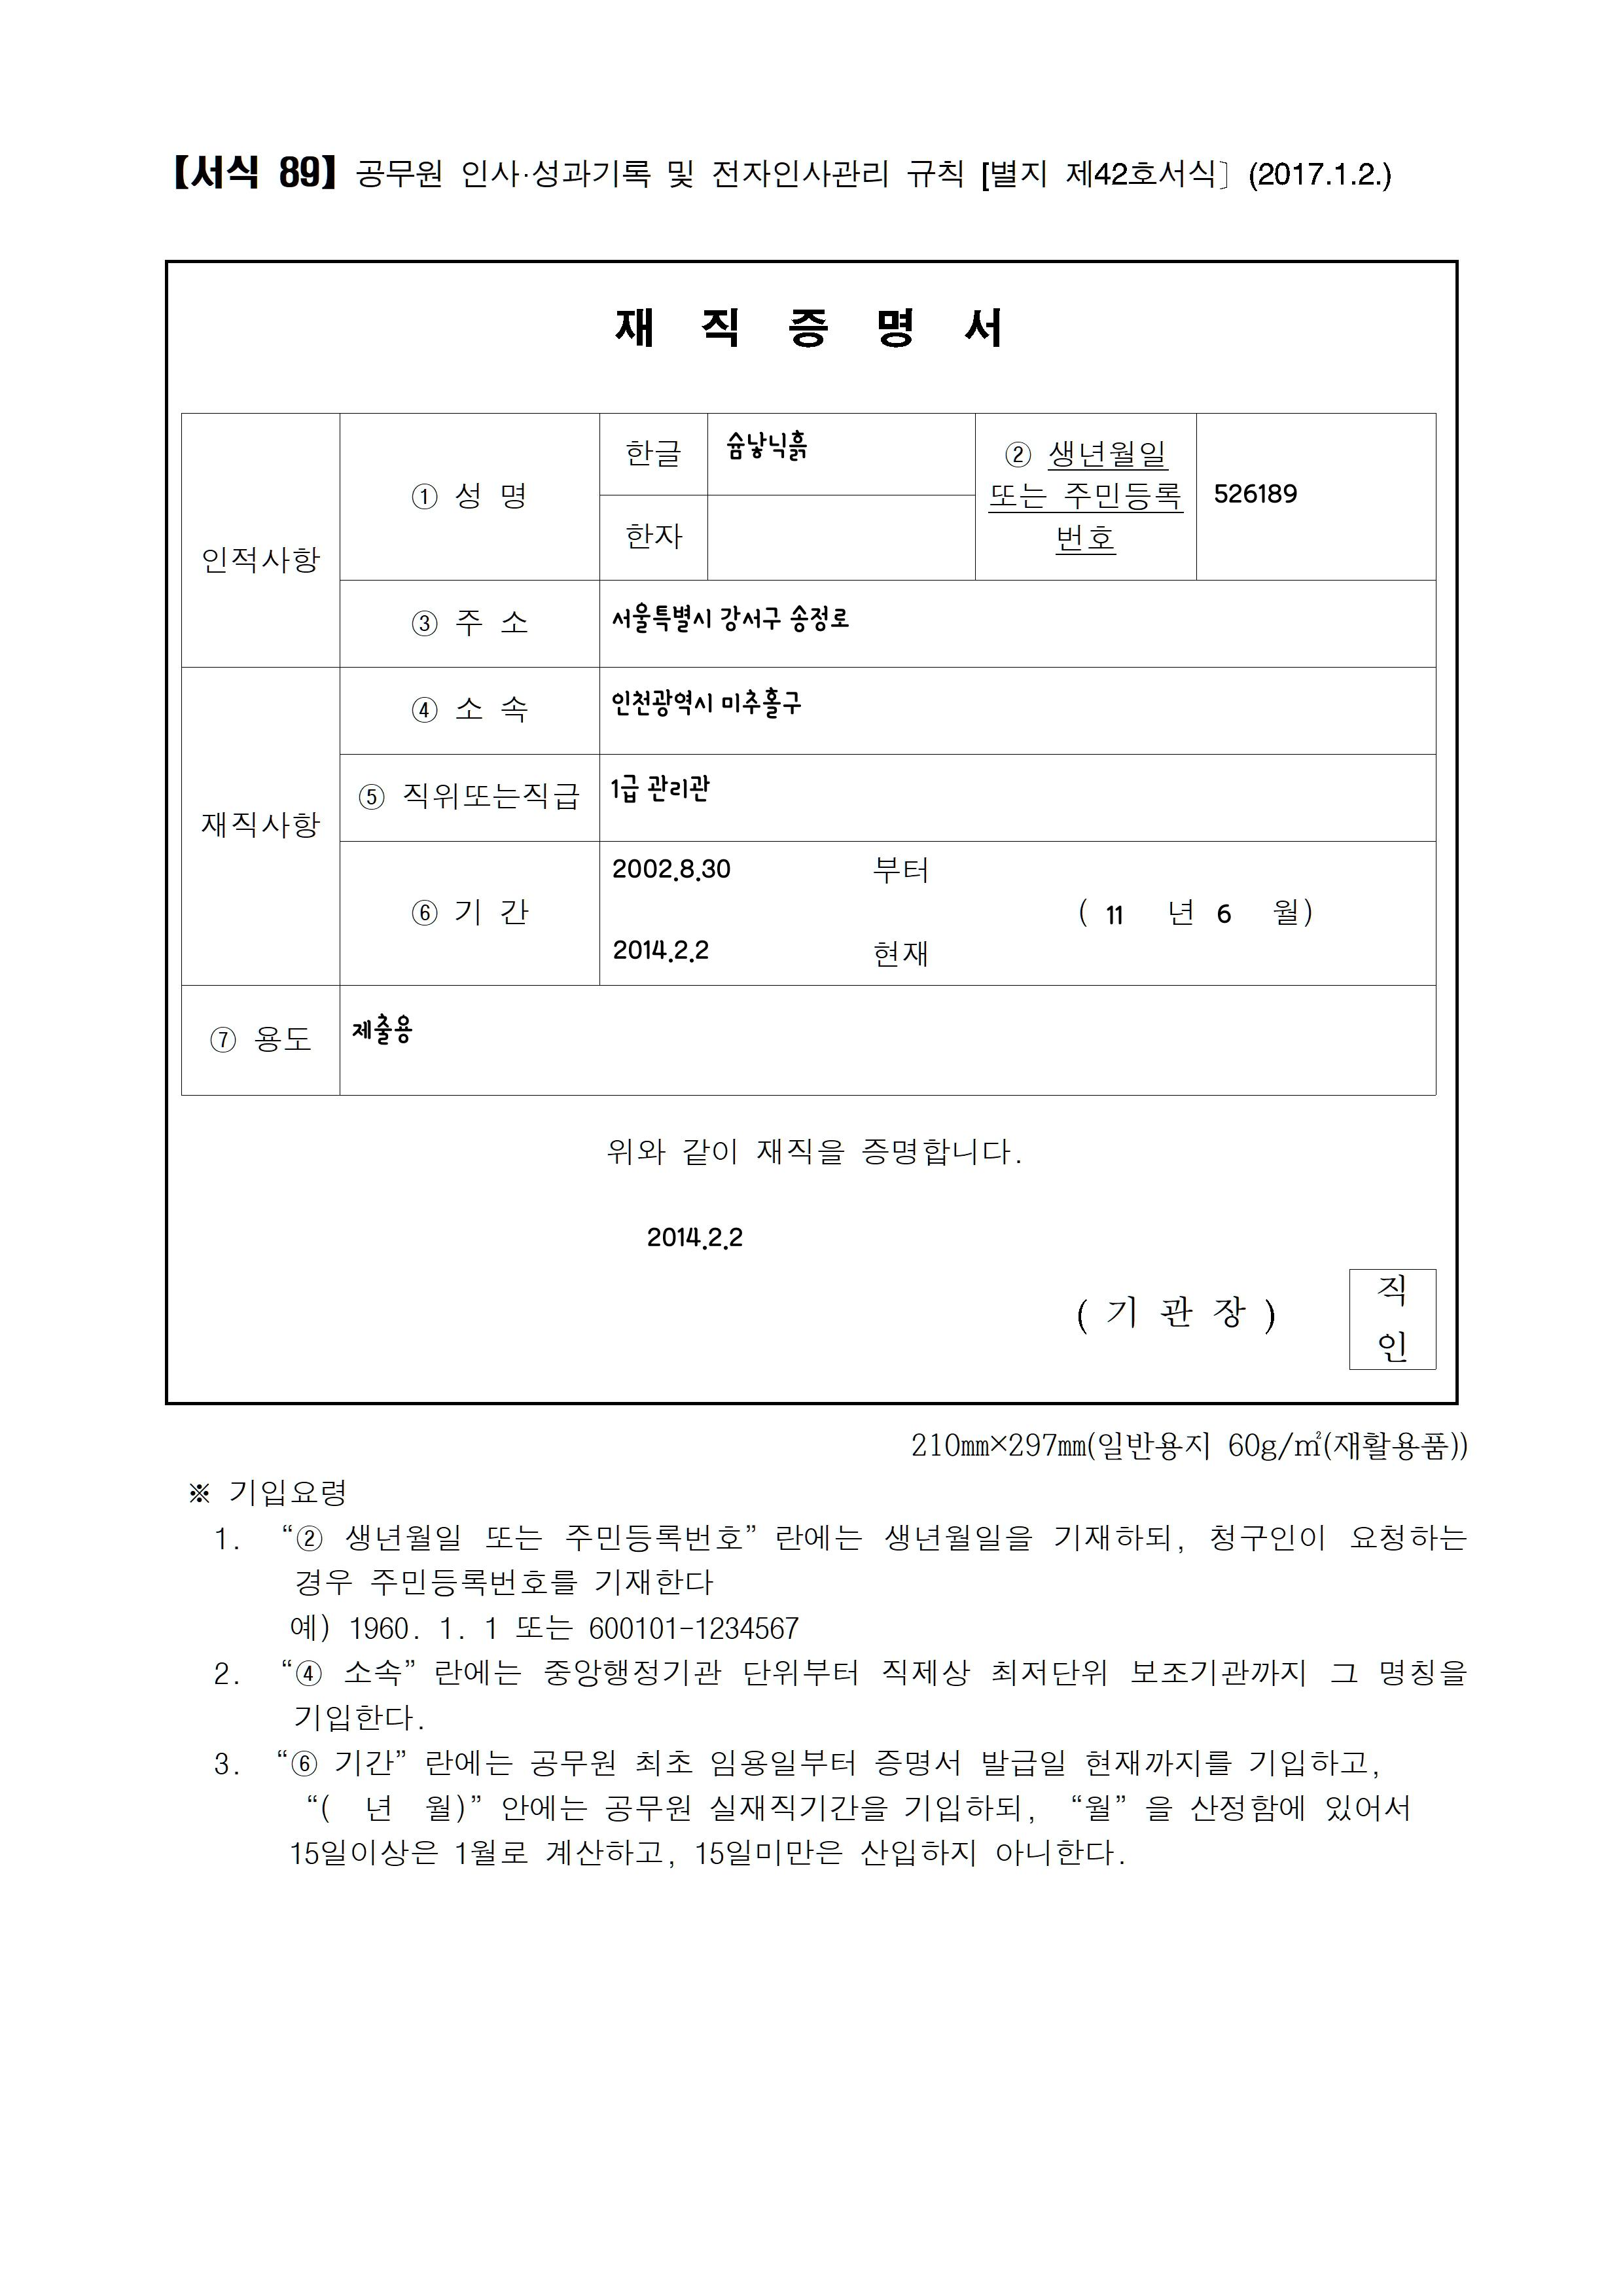 【서식 89】 공무원 인사·성과기록 및 전자인사관리 규칙 [별지 제42호서식〕(2017.1.2.)
재 직 증 명 서
인적사항
① 성 명
한글
슘낳닉흙
한자
② 생년월일
또는 주민등록
번호
526189
③ 주 소
서울특별시 강서구 송정로
재직사항
④ 소 속
인천광역시 미추홀구
⑤ 직위또는직급
1급 관리관
⑥ 기 간
2002.8.30 부터
( 11 년 6 월)
2014.2.2 현재
⑦ 용도
제출용
위와 같이 재직을 증명합니다.
2014.2.2
( 기 관 장 )
직
인
210㎜×297㎜(일반용지 60g/㎡(재활용품))
※ 기입요령
1. “② 생년월일 또는 주민등록번호” 란에는 생년월일을 기재하되, 청구인이 요청하는
경우 주민등록번호를 기재한다
예) 1960. 1. 1 또는 600101-1234567
2. “④ 소속” 란에는 중앙행정기관 단위부터 직제상 최저단위 보조기관까지 그 명칭을
기입한다.
3. “⑥ 기간” 란에는 공무원 최초 임용일부터 증명서 발급일 현재까지를 기입하고,
“( 년 월)” 안에는 공무원 실재직기간을 기입하되, “월” 을 산정함에 있어서
15일이상은 1월로 계산하고, 15일미만은 산입하지 아니한다.